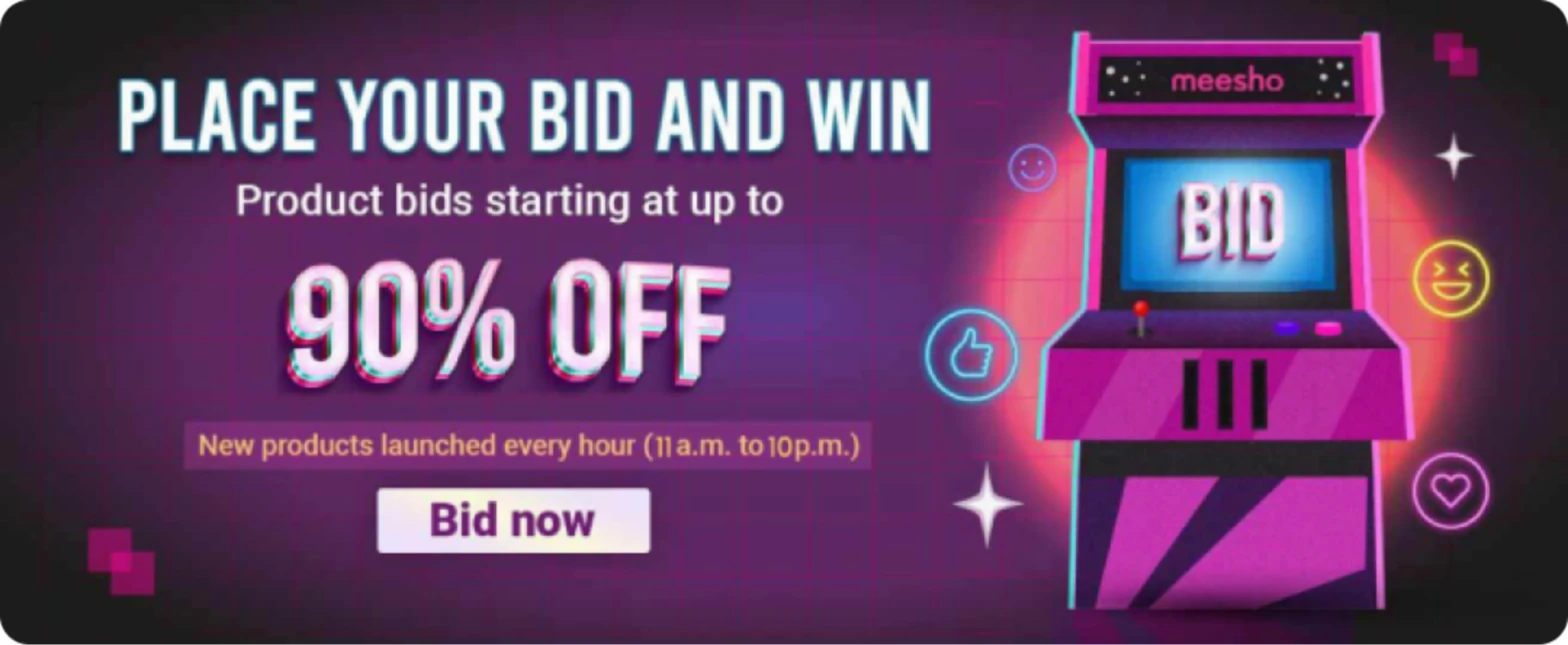 PLACE YOUR BID AND WIN
Product bids starting at up to
90% OFF
New products launched every hour (11 a.m. to 10p.m.)
Bid now
meesho
BID